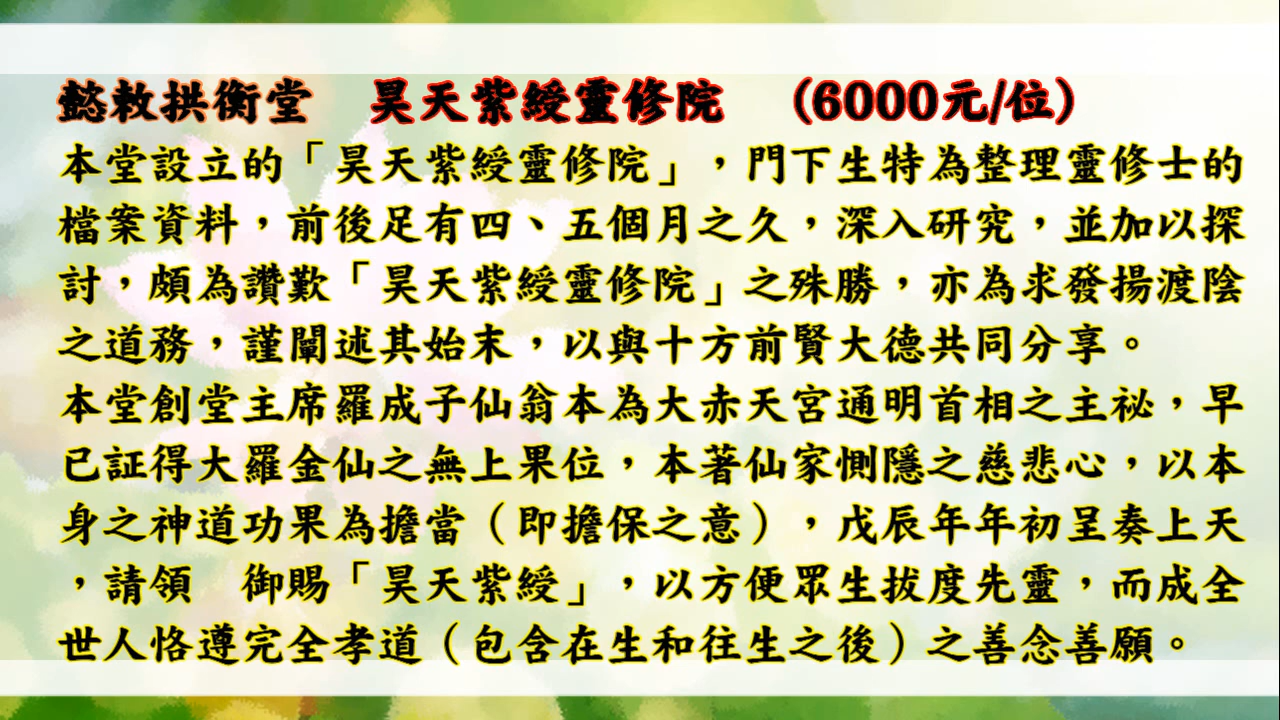 懿敕拱衡堂　昊天紫綬靈修院　(6000元/位)
本堂設立的「昊天紫綬靈修院」，門下生特為整理靈修士的
檔案資料，前後足有四、五個月之久，深入研究，並加以探
討，頗為讚歎「昊天紫綬靈修院」之殊勝，亦為求發揚渡陰
之道務，謹闡述其始末，以與十方前賢大德共同分享。
本堂創堂主席羅成子仙翁本為大赤天宮通明首相之主祕，早
已証得大羅金仙之無上果位，本著仙家惻隱之慈悲心，以本
身之神道功果為擔當（即擔保之意），戊辰年年初呈奏上天
，請領　御賜「昊天紫綬」，以方便眾生拔度先靈，而成全
世人恪遵完全孝道（包含在生和往生之後）之善念善願。